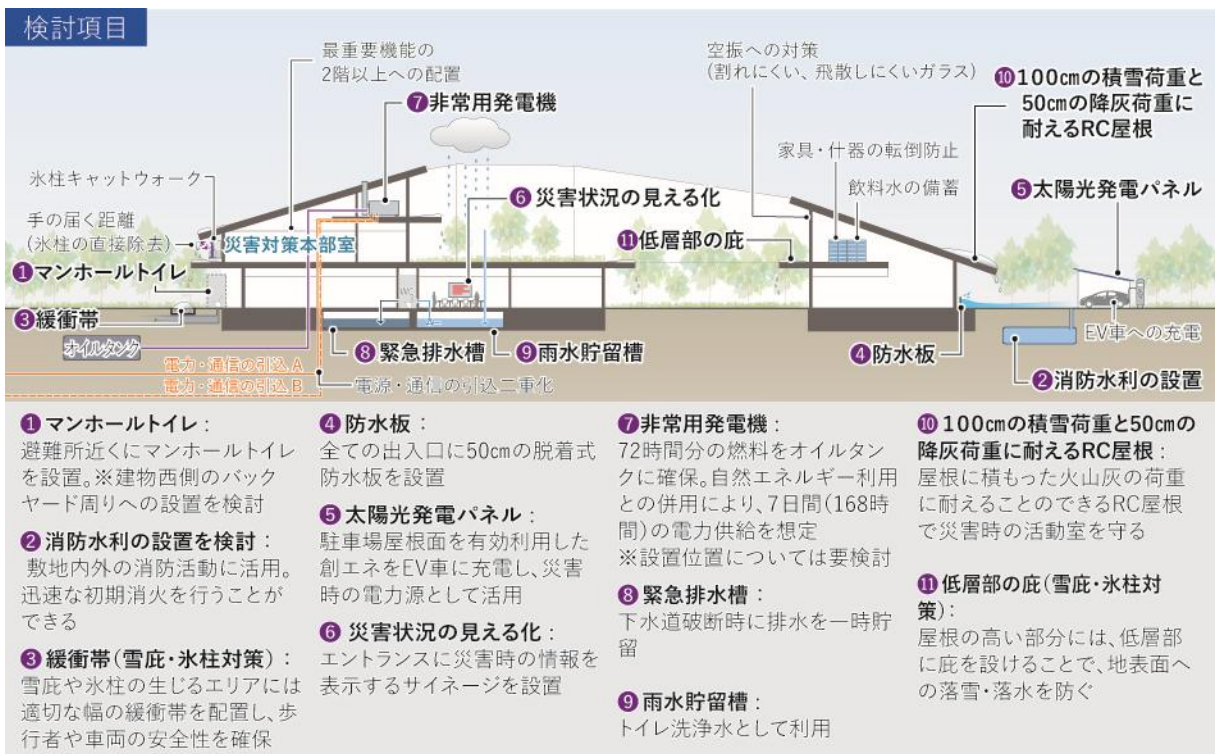 検討項目
最重要機能の
2階以上への配置
❼非常用発電機
空振への対策
(割れにくい、飛散しにくいガラス)
❿100㎝の積雪荷重と
50㎝の降灰荷重に
耐えるRC屋根
家具・什器の転倒防止
飲料水の備蓄
❺太陽光発電パネル
氷柱キャットウォーク
手の届く距離
(氷柱の直接除去)
災害対策本部室
❻災害状況の見える化
⓫低層部の庇
❶マンホールトイレ
WC
❸緩衝帯
オイルタンク
電力・通信の引込A
電力・通信の引込B
❽緊急排水槽
❾雨水貯留槽
電源・通信の引込二重化
❹防水板
EV車への充電
❷消防水利の設置
❶マンホールトイレ:
避難所近くにマンホールトイレ
を設置。※建物西側のバック
ヤード周りへの設置を検討
❷消防水利の設置を検討:
敷地内外の消防活動に活用。
迅速な初期消火を行うことが
できる
❸緩衝帯(雪庇・氷柱対策):
雪庇や氷柱の生じるエリアには
適切な幅の緩衝帯を配置し、歩
行者や車両の安全性を確保
❹防水板:
全ての出入口に50㎝の脱着式
防水板を設置
❺太陽光発電パネル:
駐車場屋根面を有効利用した
創エネをEV車に充電し、災害
時の電力源として活用
❻災害状況の見える化:
エントランスに災害時の情報を
表示するサイネージを設置
❼非常用発電機:
72時間分の燃料をオイルタン
クに確保。自然エネルギー利用
との併用により、7日間(168時
間)の電力供給を想定
※設置位置については要検討
❽緊急排水槽:
下水道破断時に排水を一時貯
留
❾雨水貯留槽:
トイレ洗浄水として利用
❿100㎝の積雪荷重と50㎝の
降灰荷重に耐えるRC屋根:
屋根に積もった火山灰の荷重
に耐えることのできるRC屋根
で災害時の活動室を守る
⓫低層部の庇(雪庇・氷柱対
策):
屋根の高い部分には、低層部
に庇を設けることで、地表面へ
の落雪・落水を防ぐ